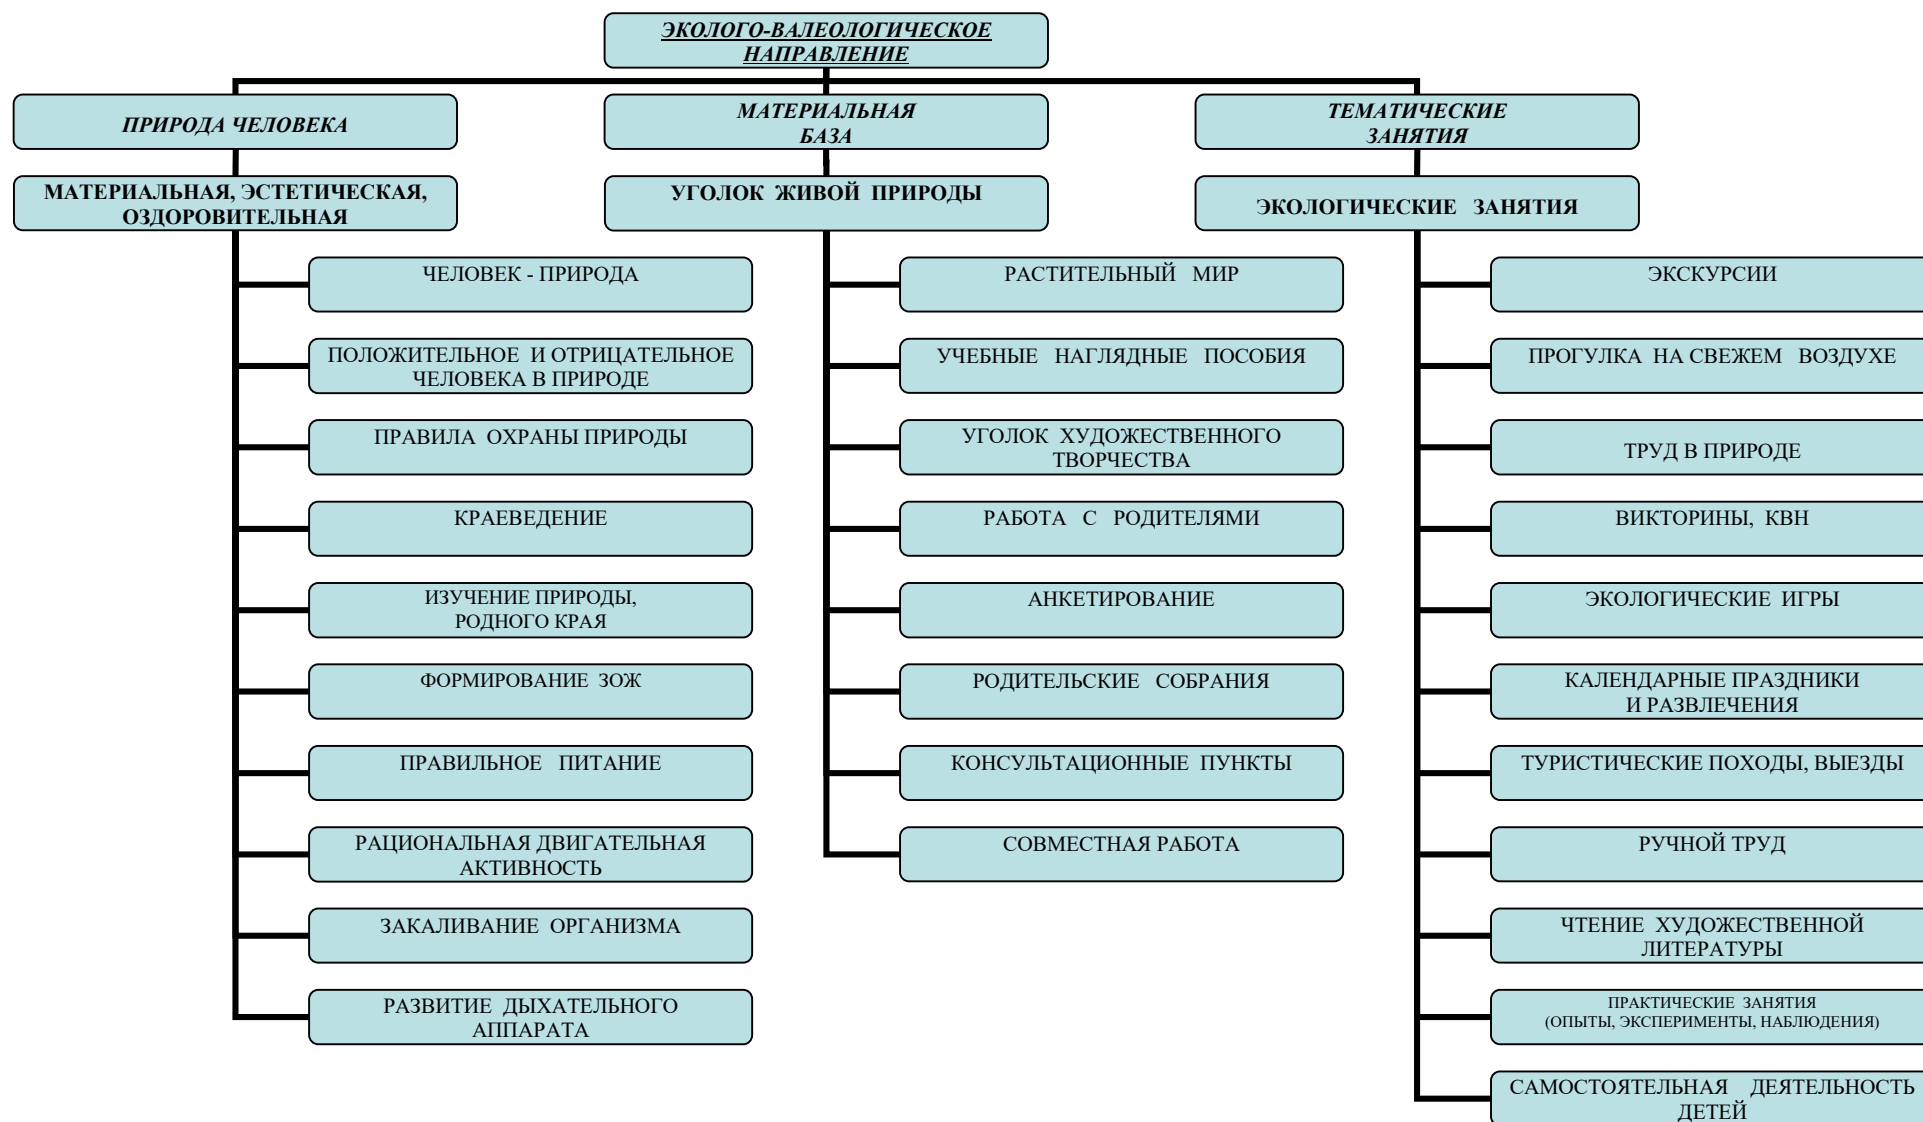 ЭКОЛОГО-ВАЛЕОЛОГИЧЕСКОЕ
НАПРАВЛЕНИЕ
ПРИРОДА ЧЕЛОВЕКА
МАТЕРИАЛЬНАЯ, ЭСТЕТИЧЕСКАЯ,
ОЗДОРОВИТЕЛЬНАЯ
ЧЕЛОВЕК - ПРИРОДА
ПОЛОЖИТЕЛЬНОЕ И ОТРИЦАТЕЛЬНОЕ
ЧЕЛОВЕКА В ПРИРОДЕ
ПРАВИЛА ОХРАНЫ ПРИРОДЫ
КРАЕВЕДЕНИЕ
ИЗУЧЕНИЕ ПРИРОДЫ,
РОДНОГО КРАЯ
ФОРМИРОВАНИЕ ЗОЖ
ПРАВИЛЬНОЕ ПИТАНИЕ
РАЦИОНАЛЬНАЯ ДВИГАТЕЛЬНАЯ
АКТИВНОСТЬ
ЗАКАЛИВАНИЕ ОРГАНИЗМА
РАЗВИТИЕ ДЫХАТЕЛЬНОГО
АППАРАТА
МАТЕРИАЛЬНАЯ
БАЗА
УГОЛОК ЖИВОЙ ПРИРОДЫ
РАСТИТЕЛЬНЫЙ МИР
УЧЕБНЫЕ НАГЛЯДНЫЕ ПОСОБИЯ
УГОЛОК ХУДОЖЕСТВЕННОГО
ТВОРЧЕСТВА
РАБОТА С РОДИТЕЛЯМИ
АНКЕТИРОВАНИЕ
РОДИТЕЛЬСКИЕ СОБРАНИЯ
КОНСУЛЬТАЦИОННЫЕ ПУНКТЫ
СОВМЕСТНАЯ РАБОТА
ТЕМАТИЧЕСКИЕ
ЗАНЯТИЯ
ЭКОЛОГИЧЕСКИЕ ЗАНЯТИЯ
ЭКСКУРСИИ
ПРОГУЛКА НА СВЕЖЕМ ВОЗДУХЕ
ТРУД В ПРИРОДЕ
ВИКТОРИНЫ, КВН
ЭКОЛОГИЧЕСКИЕ ИГРЫ
КАЛЕНДАРНЫЕ ПРАЗДНИКИ
И РАЗВЛЕЧЕНИЯ
ТУРИСТИЧЕСКИЕ ПОХОДЫ, ВЫЕЗДЫ
РУЧНОЙ ТРУД
ЧТЕНИЕ ХУДОЖЕСТВЕННОЙ
ЛИТЕРАТУРЫ
ПРАКТИЧЕСКИЕ ЗАНЯТИЯ
(ОПЫТЫ, ЭКСПЕРИМЕНТЫ, НАБЛЮДЕНИЯ)
САМОСТОЯТЕЛЬНАЯ ДЕЯТЕЛЬНОСТЬ
ДЕТЕЙ